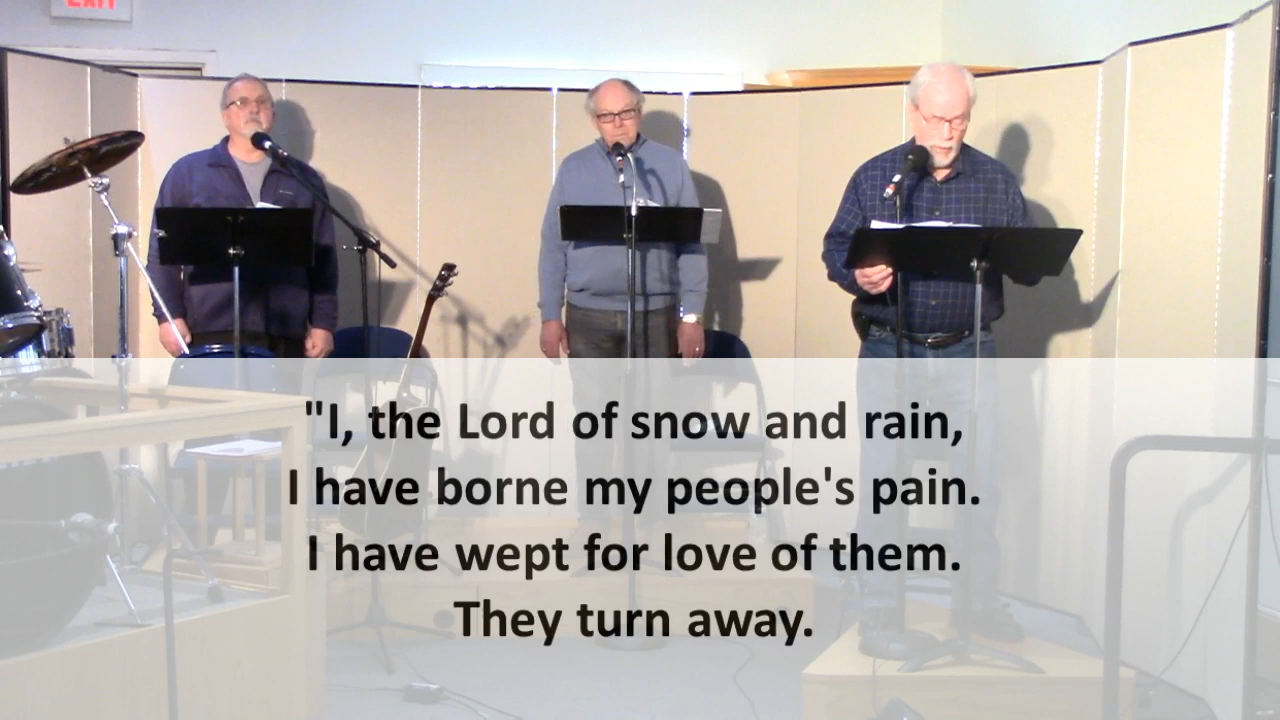 EXIT
"I, the Lord of snow and rain,
I have borne my people's pain.
I have wept for love of them.
They turn away.